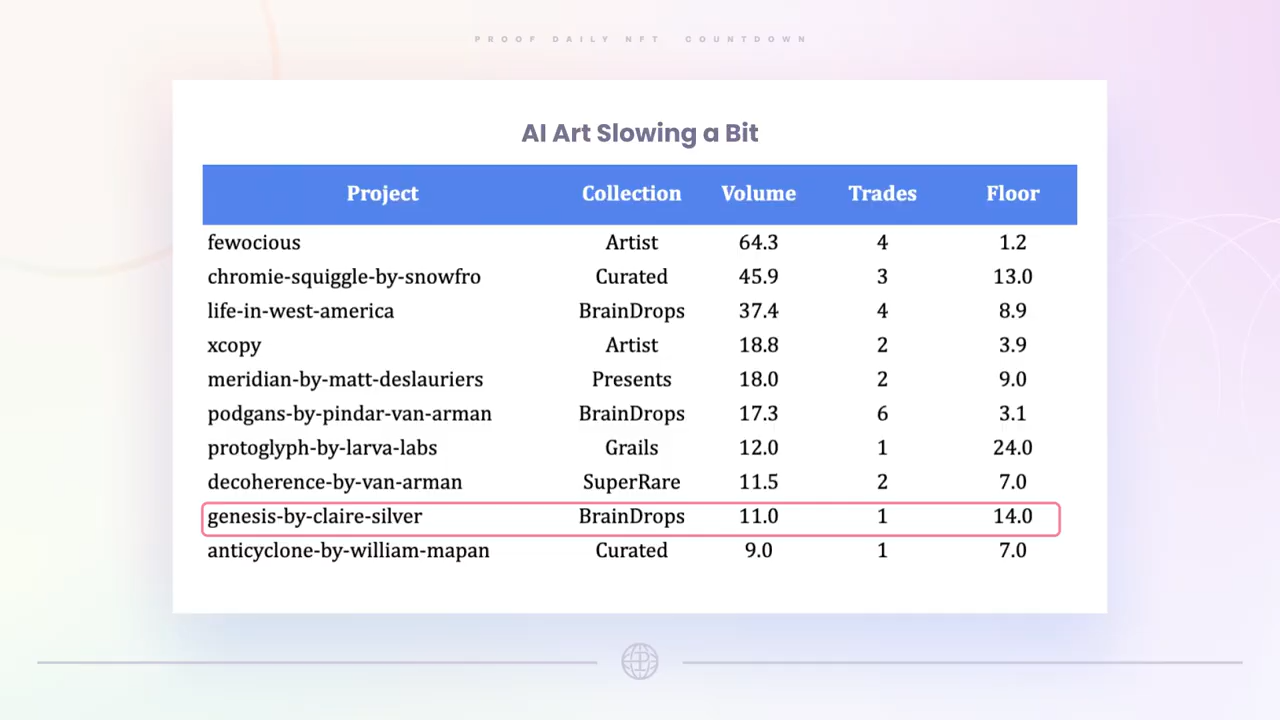 PROOF DAILY NFT COUNTDOWN
AI Art Slowing a Bit
Project Collection Volume Trades Floor
fewocious Artist 64.3 4 1.2
chromie-squiggle-by-snowfro Curated 45.9 3 13.0
life-in-west-america BrainDrops 37.4 4 8.9
xcopy Artist 18.8 2 3.9
meridian-by-matt-deslauriers Presents 18.0 2 9.0
podgans-by-pindar-van-arman BrainDrops 17.3 6 3.1
protoglyph-by-larva-labs Grails 12.0 1 24.0
decoherence-by-van-arman SuperRare 11.5 2 7.0
genesis-by-claire-silver BrainDrops 11.0 1 14.0
anticyclone-by-william-mapan Curated 9.0 1 7.0